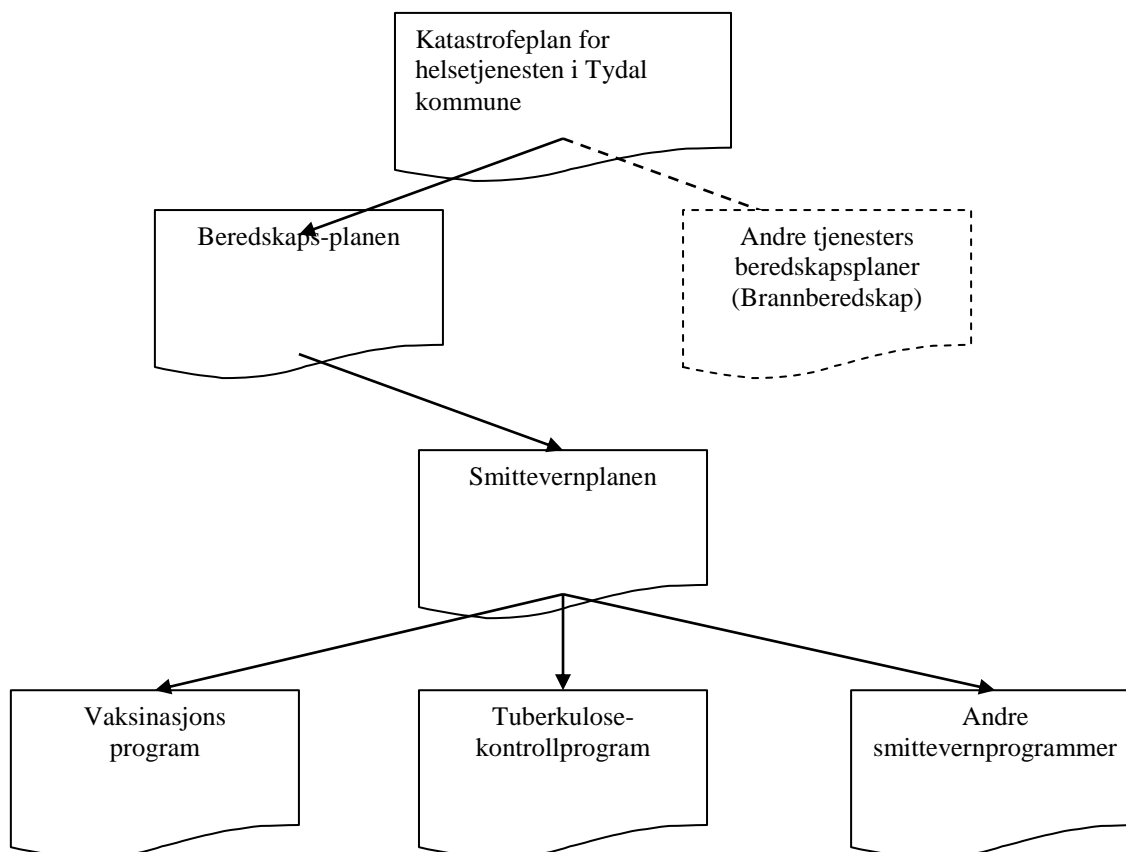 Katastrofeplan for
helsetjenesten i Tydal
kommune
Beredskaps-planen
Andre tjenesters
beredskapsplaner
(Brannberedskap)
Smittevernplanen
Vaksinasjons
program
Tuberkulose-
kontrollprogram
Andre
smittevernprogrammer